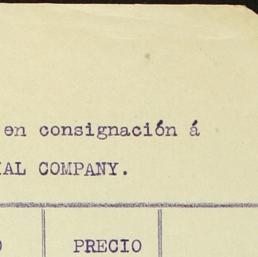 en consignación á
IAL COMPANY.
O PRECIO